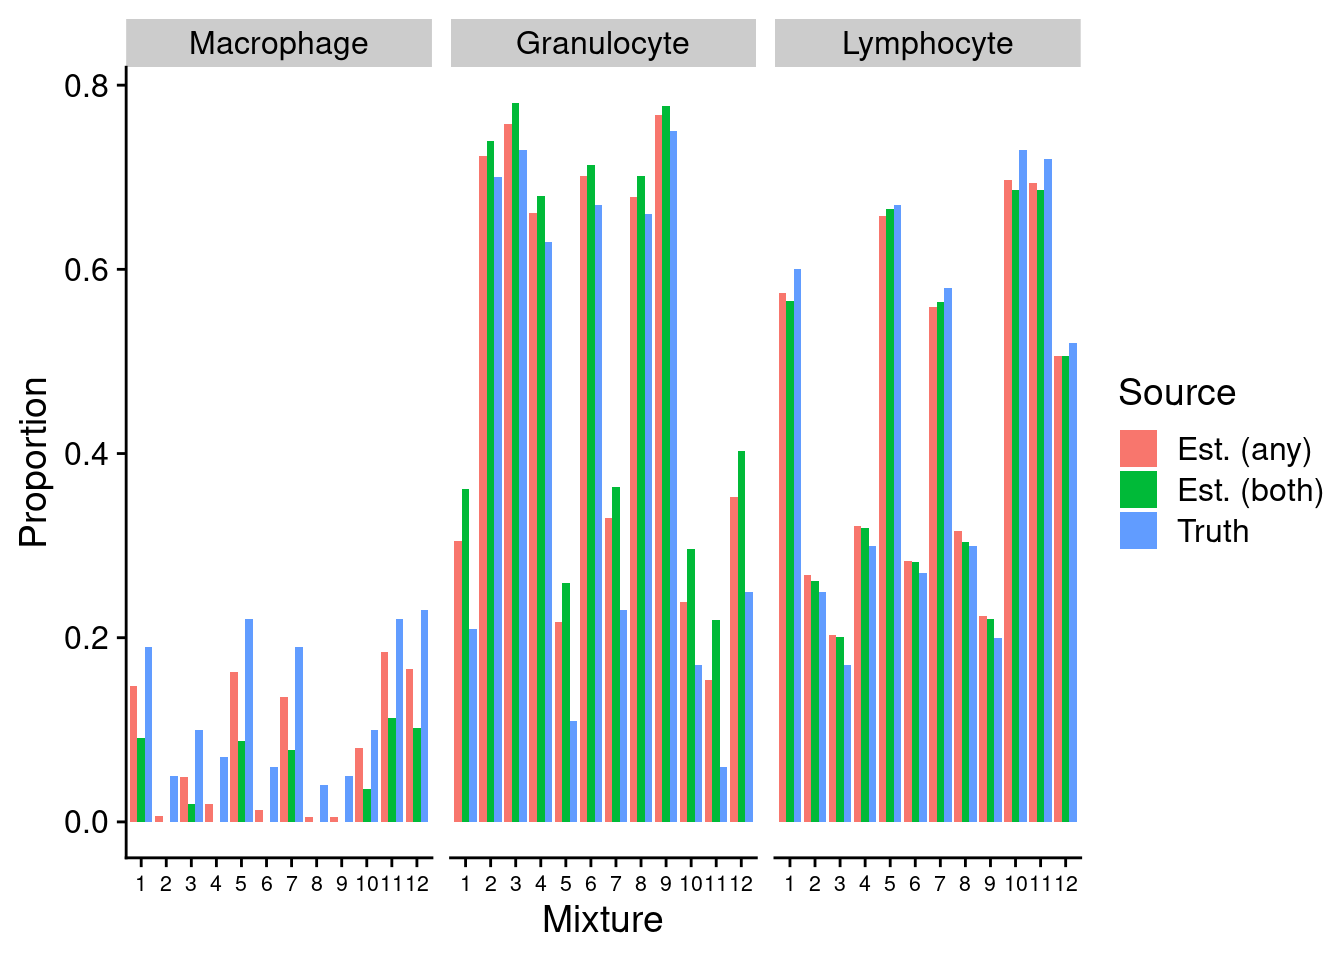 Macrophage Granulocyte Lymphocyte
0.8
0.6
0.4
0.2
0.0
Proportion
1 2 3 4 5 6 7 8 9 10 11 12 1 2 3 4 5 6 7 8 9 10 11 12 1 2 3 4 5 6 7 8 9 10 11 12
Mixture
Source
Est. (any)
Est. (both)
Truth